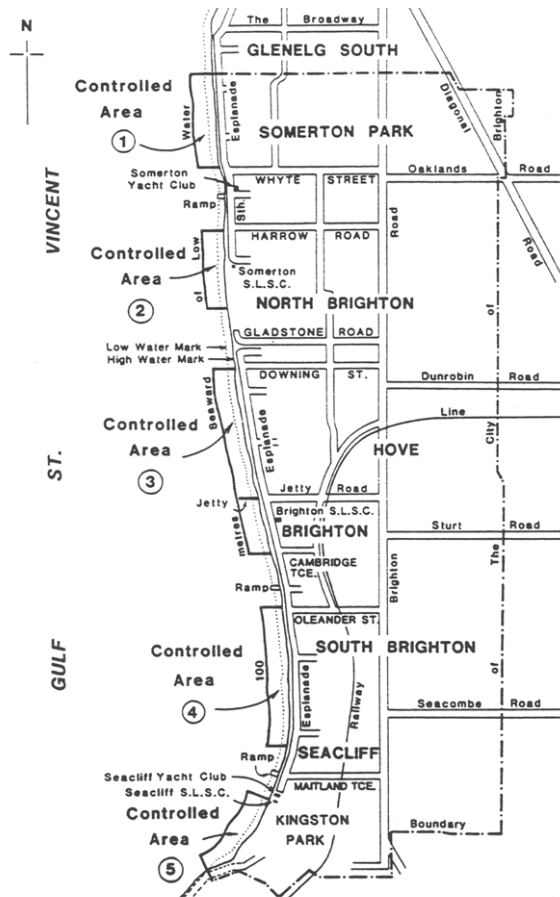 The Broadway
N
GLENELG SOUTH
Controlled
Area
1
Water
Esplanade
Diagonal
Brighton
SOMERTON PARK
Somerton
Yacht Club
WHYTE STREET
Oaklands Road
Ramp
Sth.
VINCENT
Road
Road
HARROW ROAD
Controlled
Area
2
Low
of
Somerton
S.L.S.C.
of
NORTH BRIGHTON
GLADSTONE ROAD
Low Water Mark
High Water Mark
DOWNING ST.
Dunrobin Road
Seaward
Line
City
Controlled
Area
3
Esplanade
HOVE
ST.
Jetty Road
Jetty
metres
Brighton S.L.S.C.
BRIGHTON
Sturt Road
The
CAMBRIDGE
TCE.
Brighton
Ramp
OLEANDER ST.
SOUTH BRIGHTON
Controlled
Area
4
100
GULF
Esplanade
Railway
of
Seacombe Road
SEACLIFF
Ramp
Seacliff Yacht Club
Seacliff S.L.S.C.
MAITLAND TCE.
Controlled
Area
5
KINGSTON
PARK
Boundary